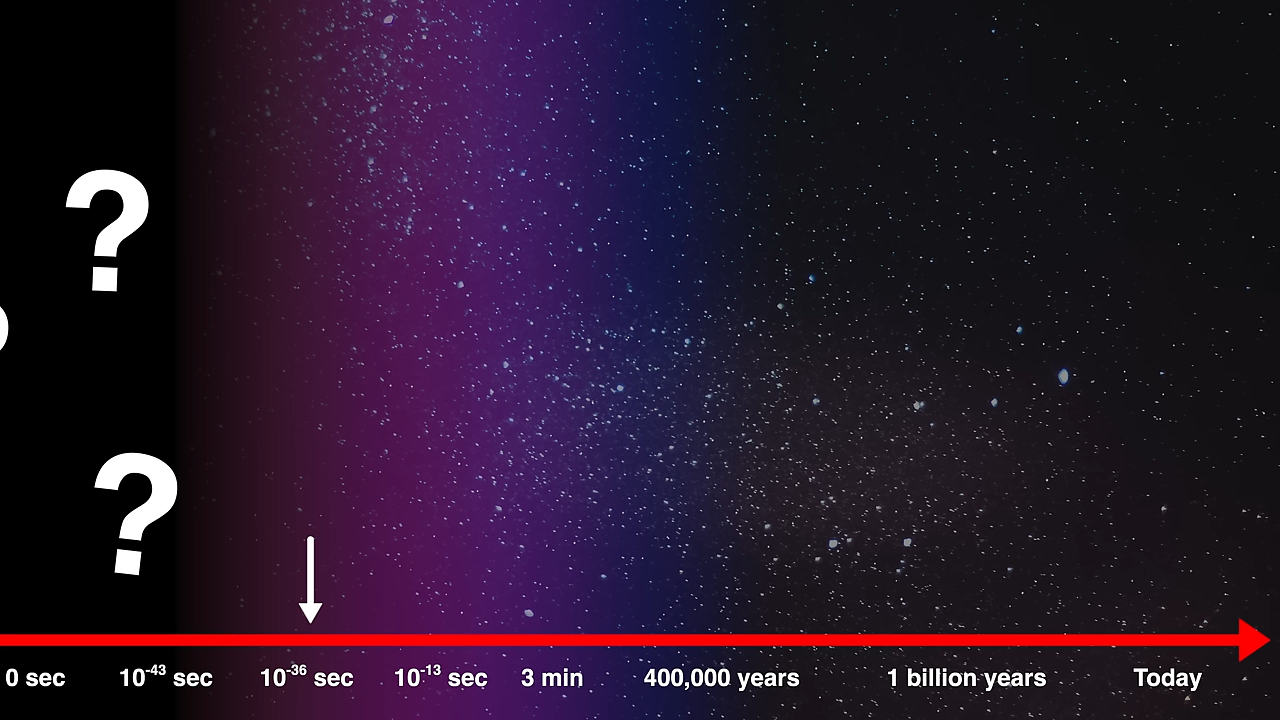 ?
?
0 sec 10⁻⁴³ sec 10⁻³⁶ sec 10⁻¹³ sec 3 min 400,000 years 1 billion years Today